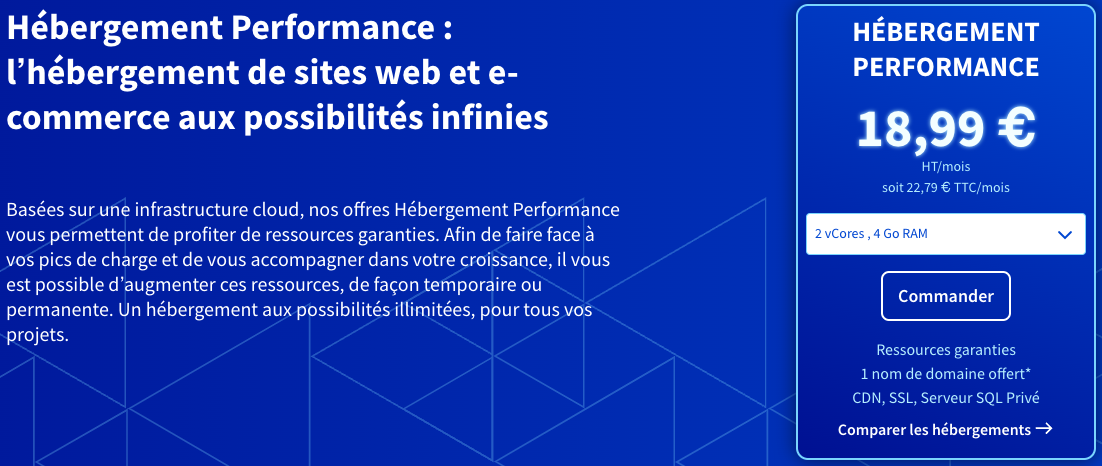 Hébergement Performance :
l’hébergement de sites web et e-
commerce aux possibilités infinies
Basées sur une infrastructure cloud, nos offres Hébergement Performance
vous permettent de profiter de ressources garanties. Afin de faire face à
vos pics de charge et de vous accompagner dans votre croissance, il vous
est possible d’augmenter ces ressources, de façon temporaire ou
permanente. Un hébergement aux possibilités illimitées, pour tous vos
projets.
HÉBERGEMENT
PERFORMANCE
18,99 €
HT/mois
soit 22,79 € TTC/mois
2 vCores , 4 Go RAM
Commander
Ressources garanties
1 nom de domaine offert*
CDN, SSL, Serveur SQL Privé
Comparer les hébergements →